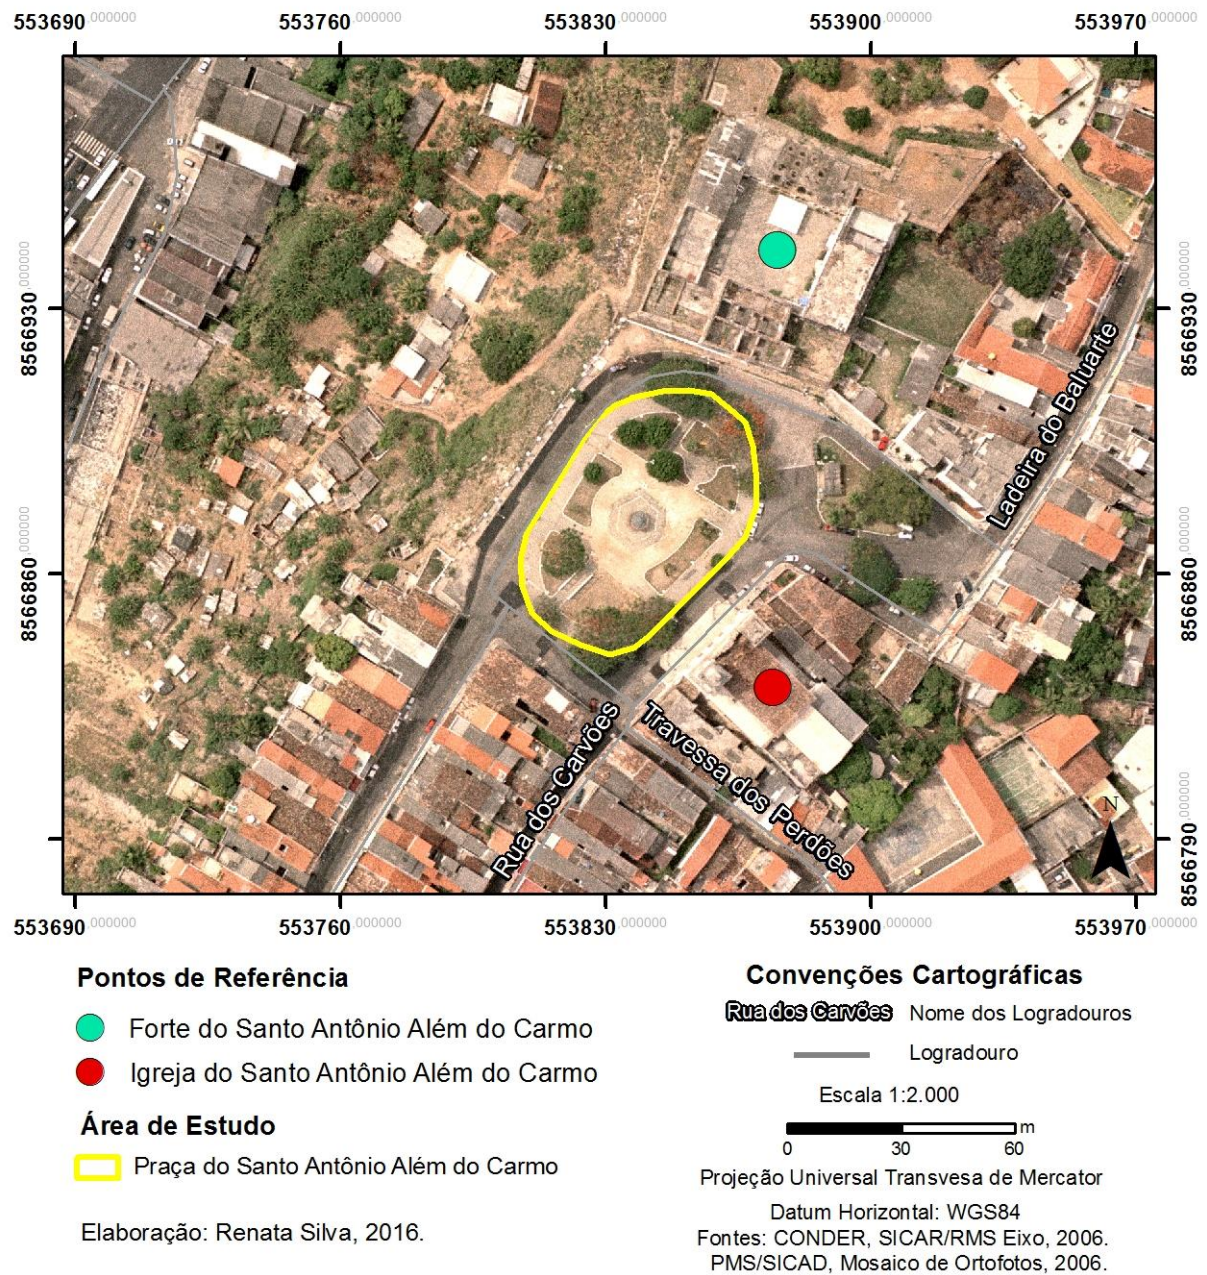 553690,000000 553760,000000 553830,000000 553900,000000 553970,000000
8566930,000000
8566930,000000
Ladeira do Baluarte
8566860,000000
8566860,000000
Rua dos Carvões
Travessa dos Perdões
N
8566790,000000
8566790,000000
553690,000000 553760,000000 553830,000000 553900,000000 553970,000000
Pontos de Referência
Forte do Santo Antônio Além do Carmo
Igreja do Santo Antônio Além do Carmo
Área de Estudo
Praça do Santo Antônio Além do Carmo
Elaboração: Renata Silva, 2016.
Convenções Cartográficas
Rua dos Carvões Nome dos Logradouros
Logradouro
Escala 1:2.000
m
0 30 60
Projeção Universal Transvesa de Mercator
Datum Horizontal: WGS84
Fontes: CONDER, SICAR/RMS Eixo, 2006.
PMS/SICAD, Mosaico de Ortofotos, 2006.